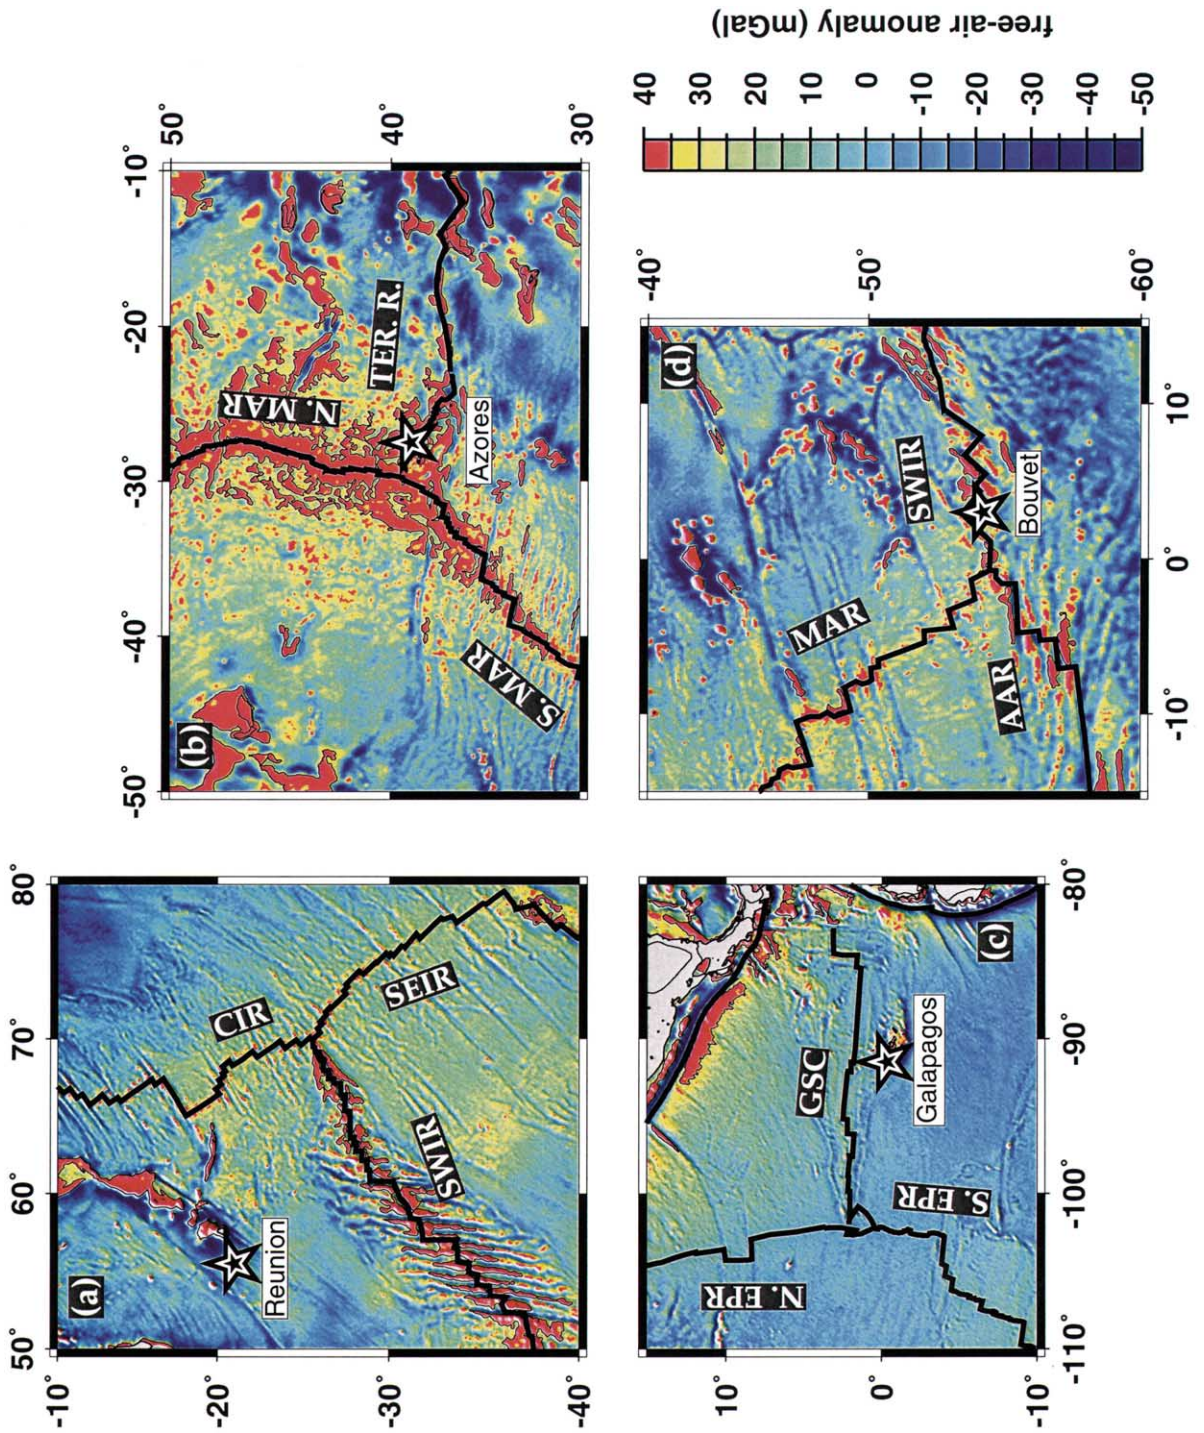 (a)
50°
60°
70°
80°
-10°
-20°
-30°
-40°
CIR
SEIR
SWIR
Reunion
(b)
-50°
-40°
-30°
-20°
-10°
50°
40°
30°
N. MAR
TER. R.
S. MAR
Azores
(c)
10°
0°
-10°
-110°
-100°
-90°
-80°
N. EPR
S. EPR
GSC
Galapagos
(d)
-40°
-50°
-60°
-10°
0°
10°
MAR
SWIR
AAR
Bouvet
40
30
20
10
0
-10
-20
-30
-40
-50
free-air anomaly (mGal)